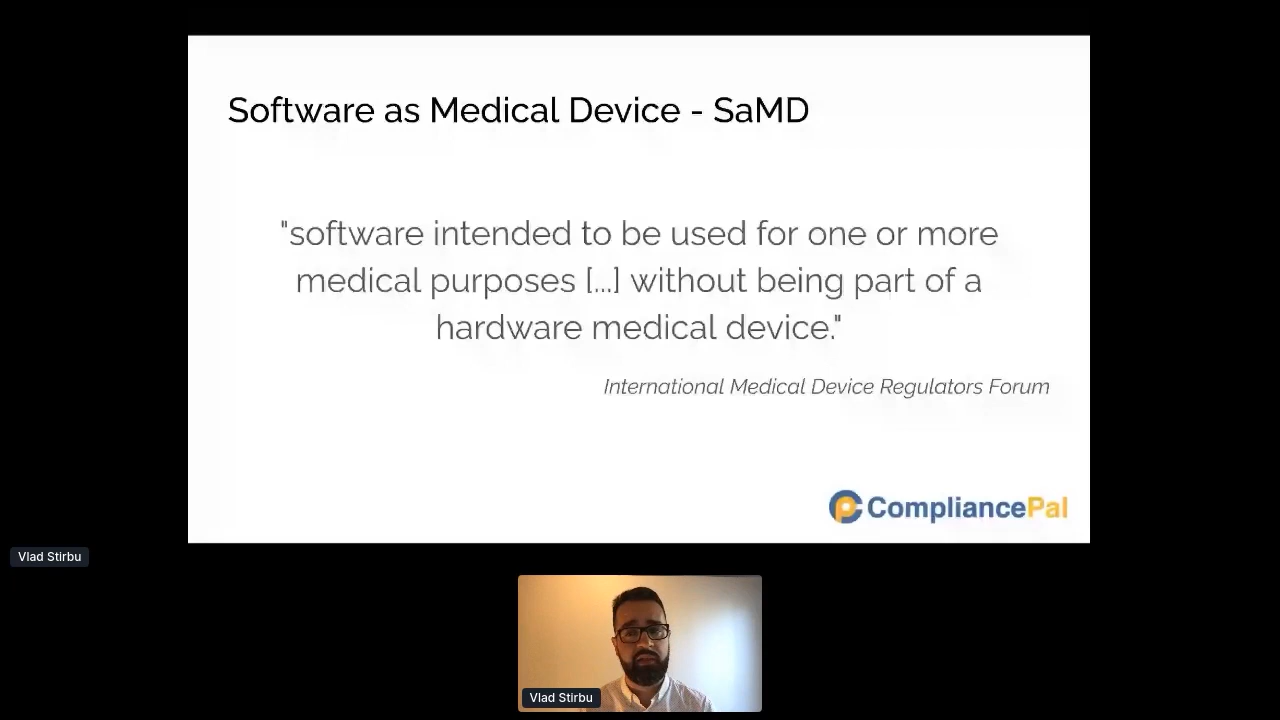 Software as Medical Device - SaMD
"software intended to be used for one or more
medical purposes [...] without being part of a
hardware medical device."
International Medical Device Regulators Forum
CompliancePal
Vlad Stirbu
Vlad Stirbu